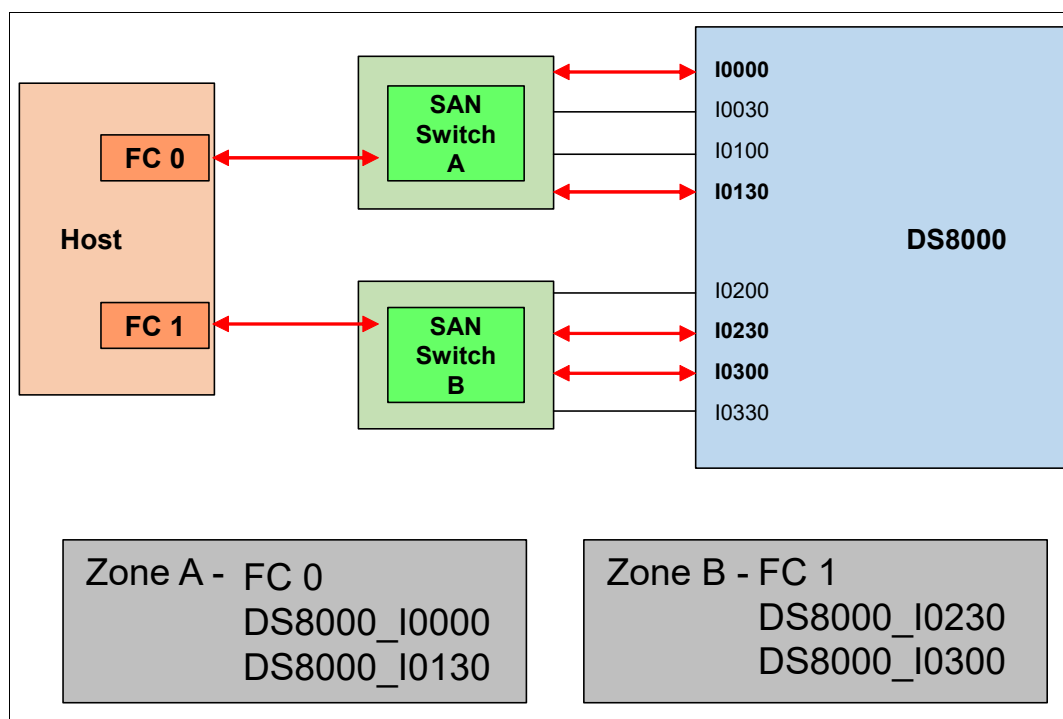 Host
FC 0
FC 1
SAN
Switch
A
SAN
Switch
B
I0000
I0030
I0100
I0130
DS8000
I0200
I0230
I0300
I0330
Zone A - FC 0
DS8000_I0000
DS8000_I0130
Zone B - FC 1
DS8000_I0230
DS8000_I0300